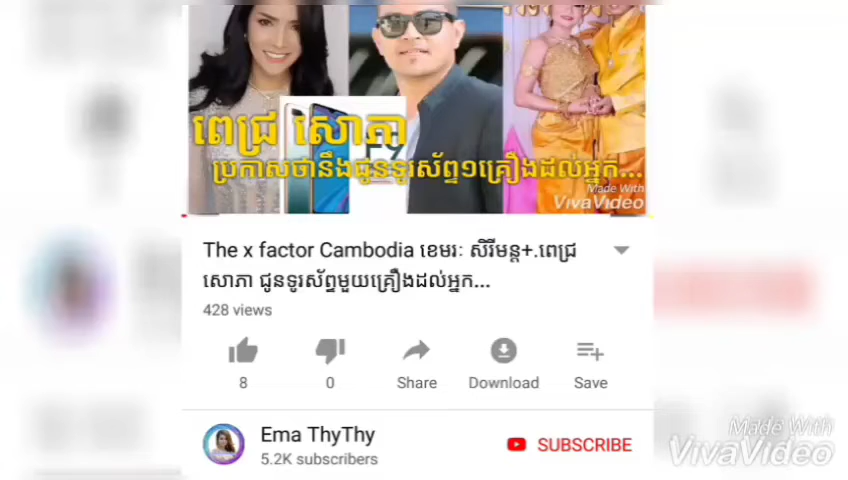 ពេជ្រ សោភា
ប្រកាសថានឹងជូនទូរស័ព្ទ១គ្រឿងដល់អ្នក...
Made With
VivaVideo
The x factor Cambodia ខេមរៈ សិរីមន្ត+.ពេជ្រ
សោភា ជូនទូរស័ព្ទមួយគ្រឿងដល់អ្នក...
428 views
8
0
Share
Download
Save
Ema ThyThy
5.2K subscribers
SUBSCRIBE
Made With
VivaVideo